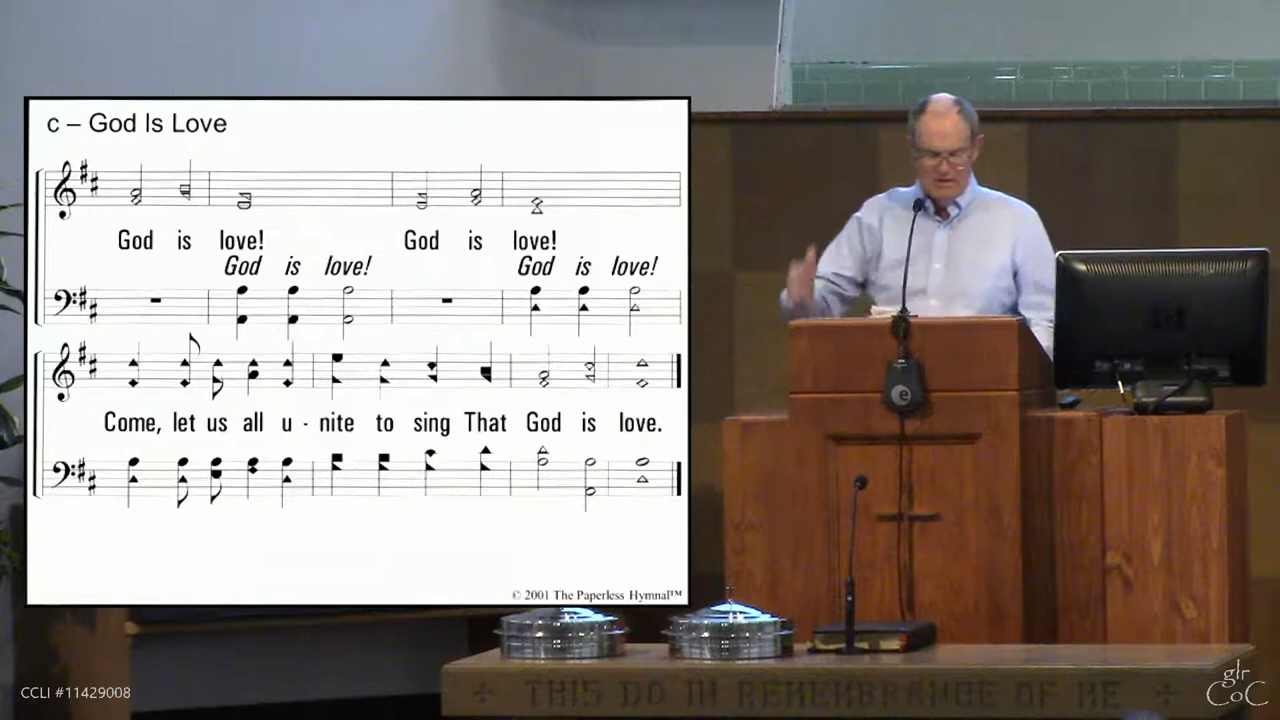 c – God Is Love
God is love! God is love!
God is love! God is love!
Come, let us all u - nite to sing That God is love.
© 2001 The Paperless Hymnal™
e
THIS DO IN REMEMBRANCE OF ME
CCLI #11429008
glr
CoC